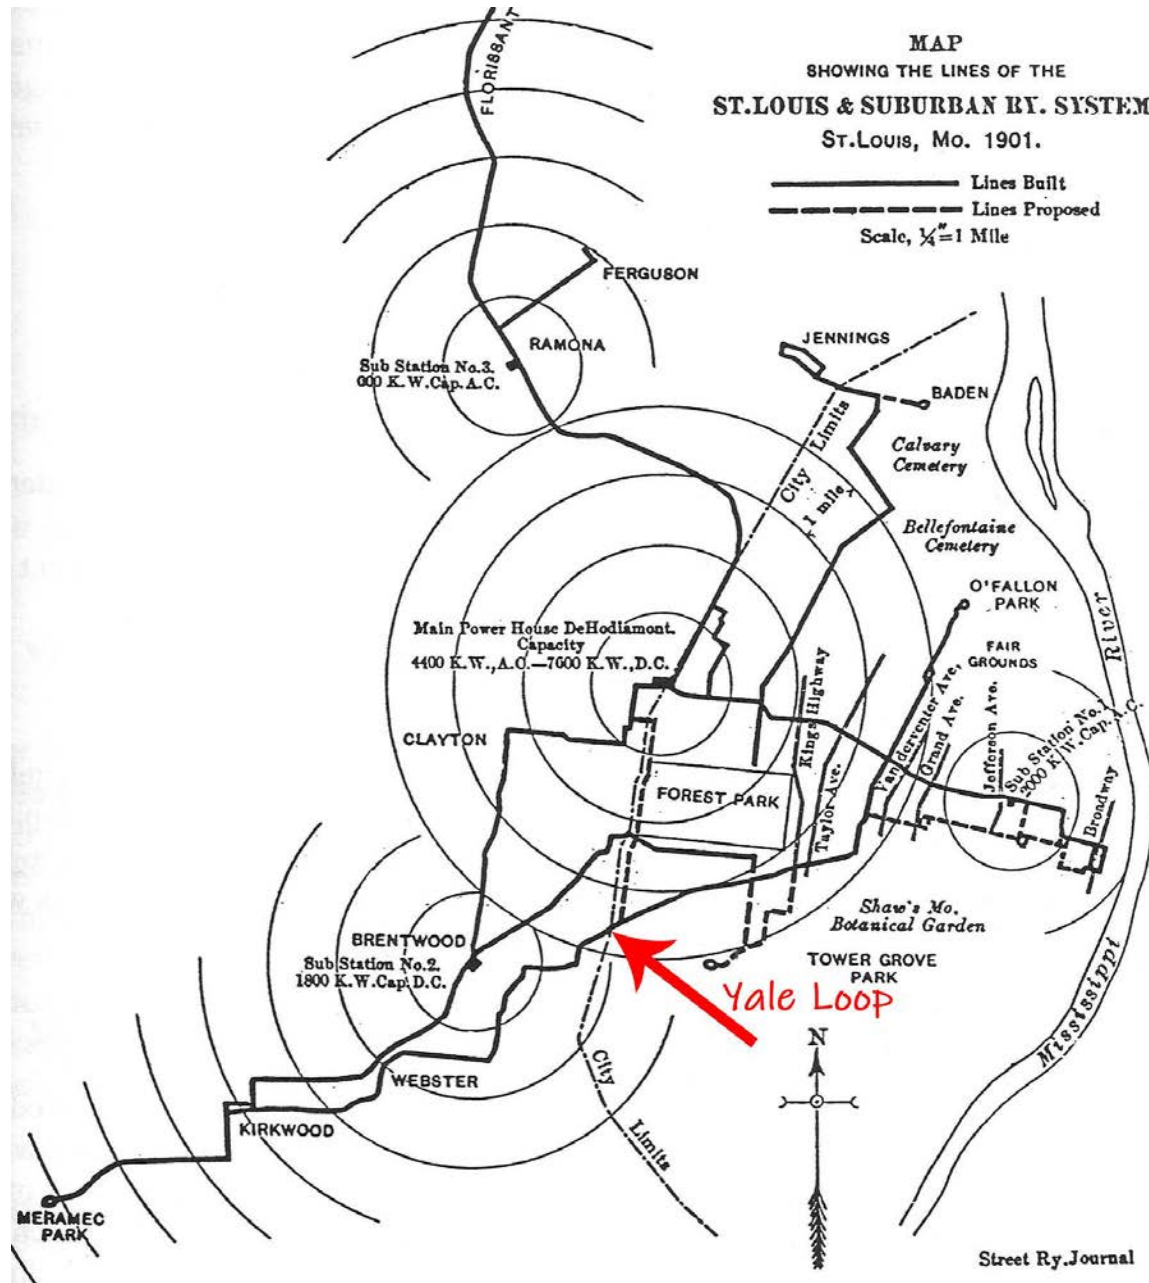 MAP
SHOWING THE LINES OF THE
ST. LOUIS & SUBURBAN RY. SYSTEM
ST. LOUIS, MO. 1901.
Lines Built
Lines Proposed
Scale, ¼"=1 Mile
FLORISSANT
FERGUSON
RAMONA
Sub Station No.3.
600 K.W.Cap.A.C.
JENNINGS
BADEN
City Limits
1 mile
Calvary
Cemetery
Bellefontaine
Cemetery
O'FALLON
PARK
FAIR
GROUNDS
Main Power House DeHodiamont.
Capacity
4400 K.W.,A.C.—7600 K.W.,D.C.
CLAYTON
FOREST PARK
Kings Highway
Taylor Ave.
Vanderventer Ave.
Grand Ave.
Jefferson Ave.
Sub Station No.1.
2000 K.W.Cap.A.C.
Broadway
River
Mississippi
Shaw's Mo.
Botanical Garden
TOWER GROVE
PARK
BRENTWOOD
Sub Station No.2.
1800 K.W.Cap. D.C.
Yale Loop
N
WEBSTER
City
Limits
KIRKWOOD
MERAMEC
PARK
Street Ry.Journal